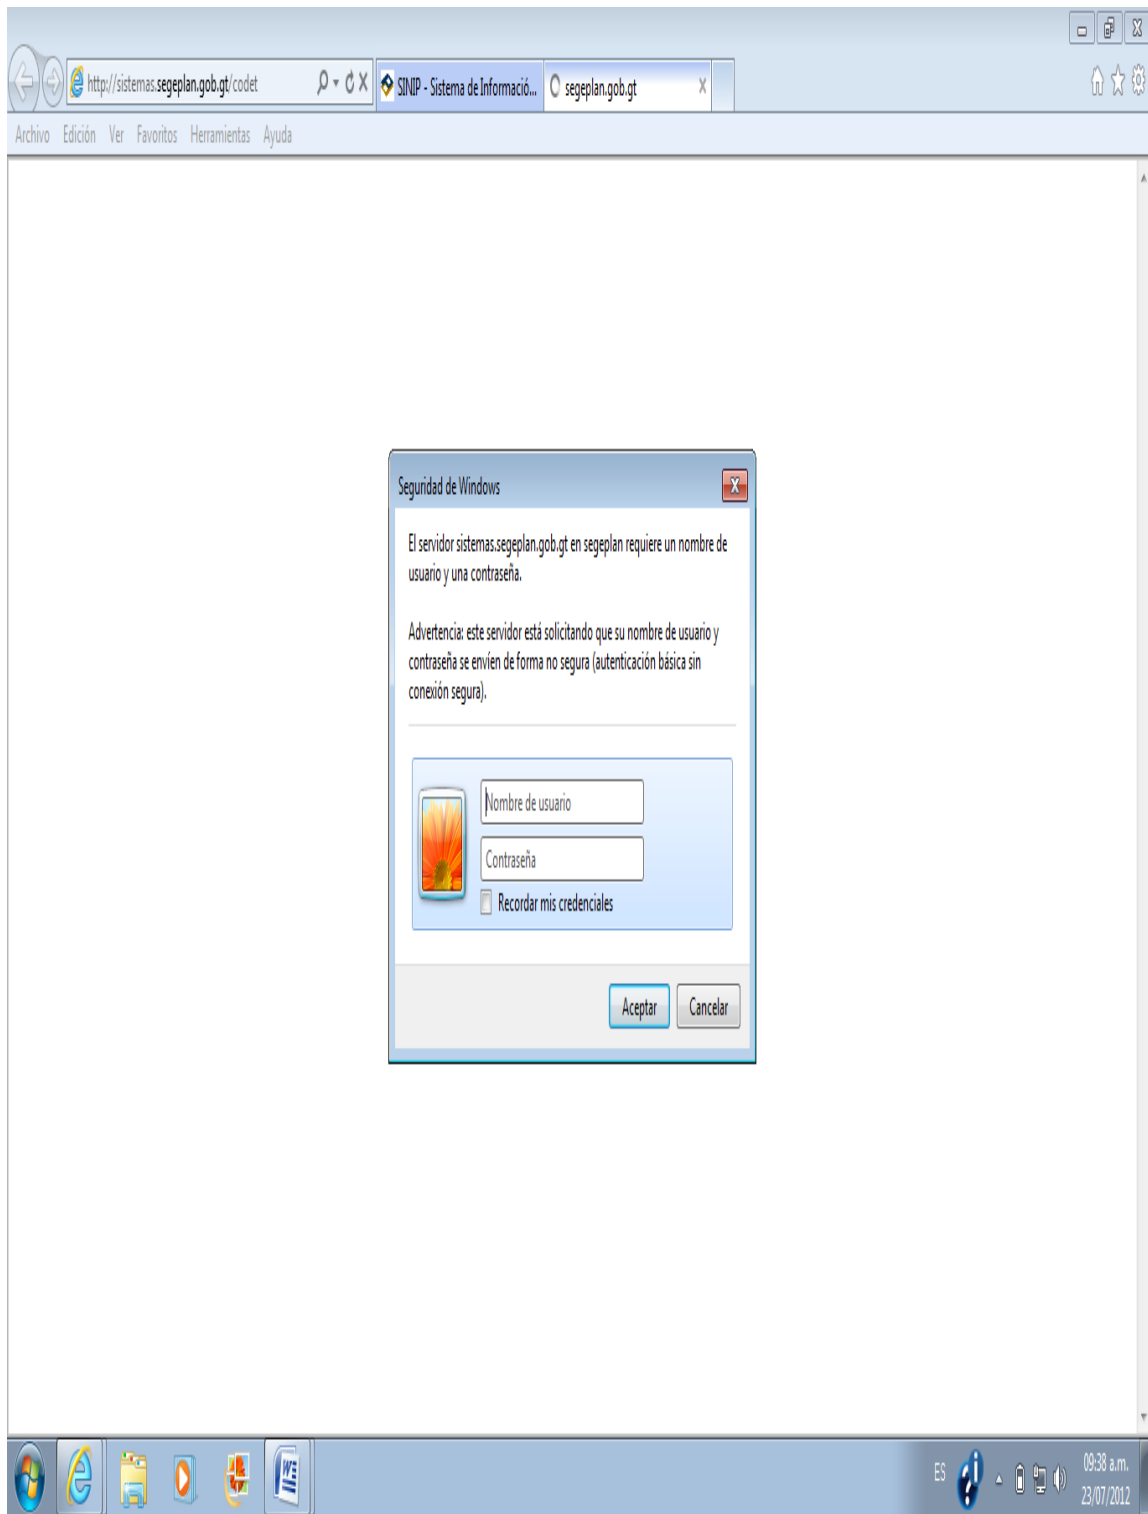 http://sistemas.segeplan.gob.gt/codet
SINIP - Sistema de Informació...
segeplan.gob.gt
Archivo Edición Ver Favoritos Herramientas Ayuda
Seguridad de Windows
El servidor sistemas.segeplan.gob.gt en segeplan requiere un nombre de
usuario y una contraseña.
Advertencia: este servidor está solicitando que su nombre de usuario y
contraseña se envíen de forma no segura (autenticación básica sin
conexión segura).
Nombre de usuario
Contraseña
Recordar mis credenciales
Aceptar Cancelar
ES
09:38 a.m.
23/07/2012